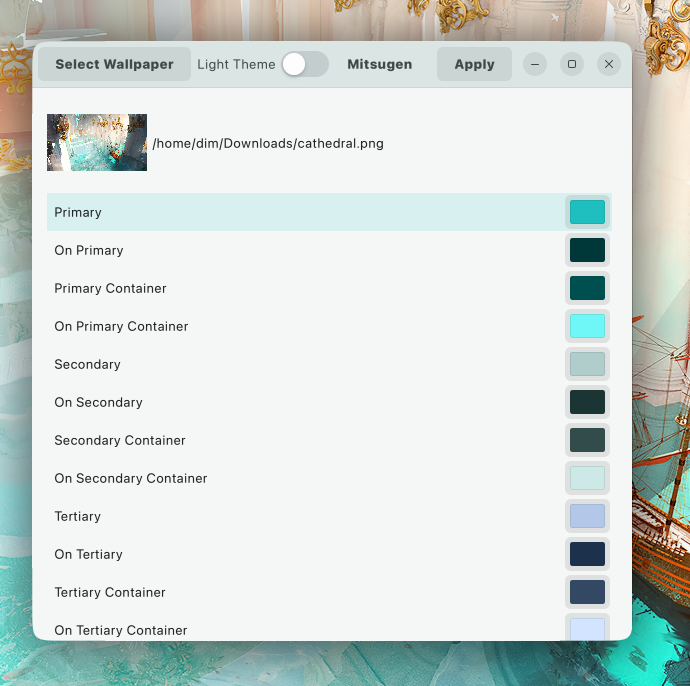 Select Wallpaper Light Theme Mitsugen Apply
/home/dim/Downloads/cathedral.png
Primary
On Primary
Primary Container
On Primary Container
Secondary
On Secondary
Secondary Container
On Secondary Container
Tertiary
On Tertiary
Tertiary Container
On Tertiary Container